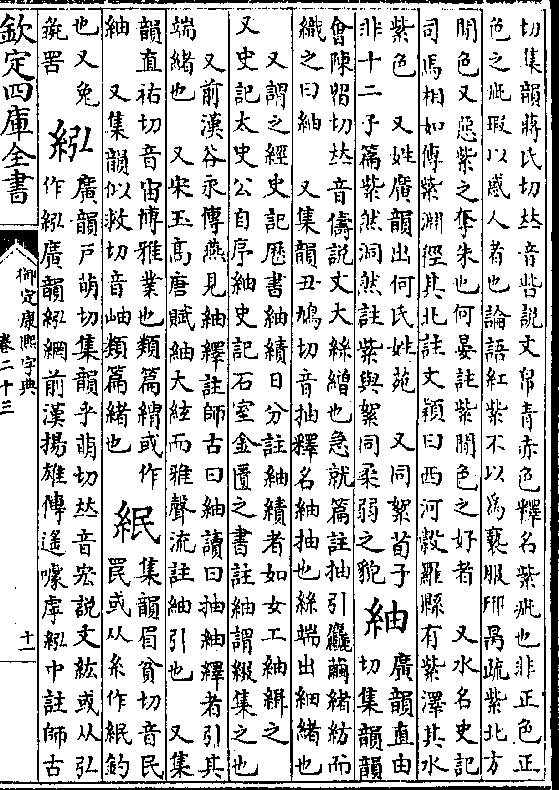 切集韻蔣氏切𠀤音訾說文帛青赤色釋名紫疵也非正色正
色之疵瑕以惑人者也論語紅紫不以爲褻服邢昺疏紫北方
閒色又惡紫之奪朱也何晏註紫閒色之好者 又水名史記
司馬相如傳紫淵徑其北註文穎曰西河穀羅縣有紫澤其水
紫色 又姓廣韻出何氏姓苑 又同絮荀子
非十二子篇紫然洞然註紫與絮同柔弱之貌
紬
廣韻直由
切集韻韻
會陳畱切𠀤音儔說文大絲繒也急就篇註抽引麤繭緒紡而
織之曰紬 又集韻丑鳩切音抽釋名紬抽也絲端出細緒也
又謂之經史記歷書紬績日分註紬績者如女工紬緝之
又史記太史公自序紬史記石室金匱之書註紬謂綴集之也
又前漢谷永傳燕見紬繹註師古曰紬讀曰抽紬繹者引其
端緒也 又宋玉高唐賦紬大絃而雅聲流註紬引也 又集
韻直祐切音宙博雅業也類篇繝或作
紬 又集韻似救切音岫類篇緒也
紙
集韻眉貧切音民
罠或从糸作紙釣
也又兔
罬罟
紭
廣韻戸萌切集韻乎萌切𠀤音宏說文紘或从弘
作紭廣韻紭網前漢揚雄傳遥噱虖紭中註師古
欽定四庫全書
御定康熙字典
卷二十三
十一